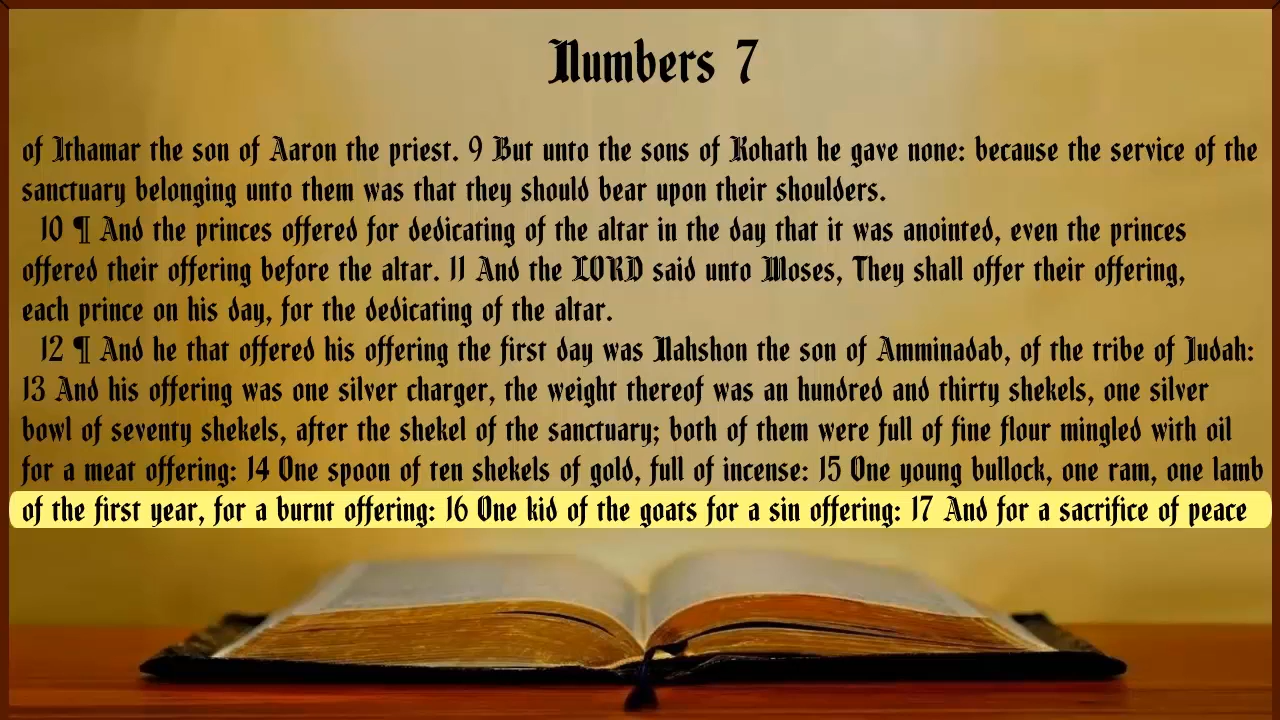 Numbers 7
of Ithamar the son of Aaron the priest. 9 But unto the sons of Kohath he gave none: because the service of the
sanctuary belonging unto them was that they should bear upon their shoulders.
10 ¶ And the princes offered for dedicating of the altar in the day that it was anointed, even the princes
offered their offering before the altar. 11 And the LORD said unto Moses, They shall offer their offering,
each prince on his day, for the dedicating of the altar.
12 ¶ And he that offered his offering the first day was Nahshon the son of Amminadab, of the tribe of Judah:
13 And his offering was one silver charger, the weight thereof was an hundred and thirty shekels, one silver
bowl of seventy shekels, after the shekel of the sanctuary; both of them were full of fine flour mingled with oil
for a meat offering: 14 One spoon of ten shekels of gold, full of incense: 15 One young bullock, one ram, one lamb
of the first year, for a burnt offering: 16 One kid of the goats for a sin offering: 17 And for a sacrifice of peace